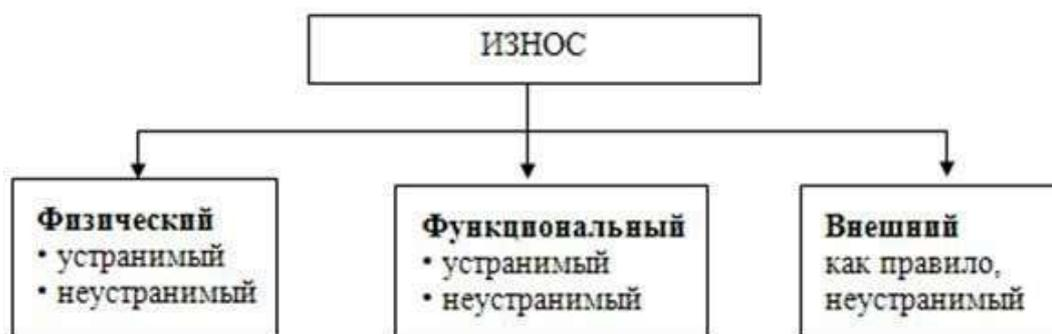 ИЗНОС
Физический
• устранимый
• неустранимый
Функциональный
• устранимый
• неустранимый
Внешний
как правило,
неустранимый